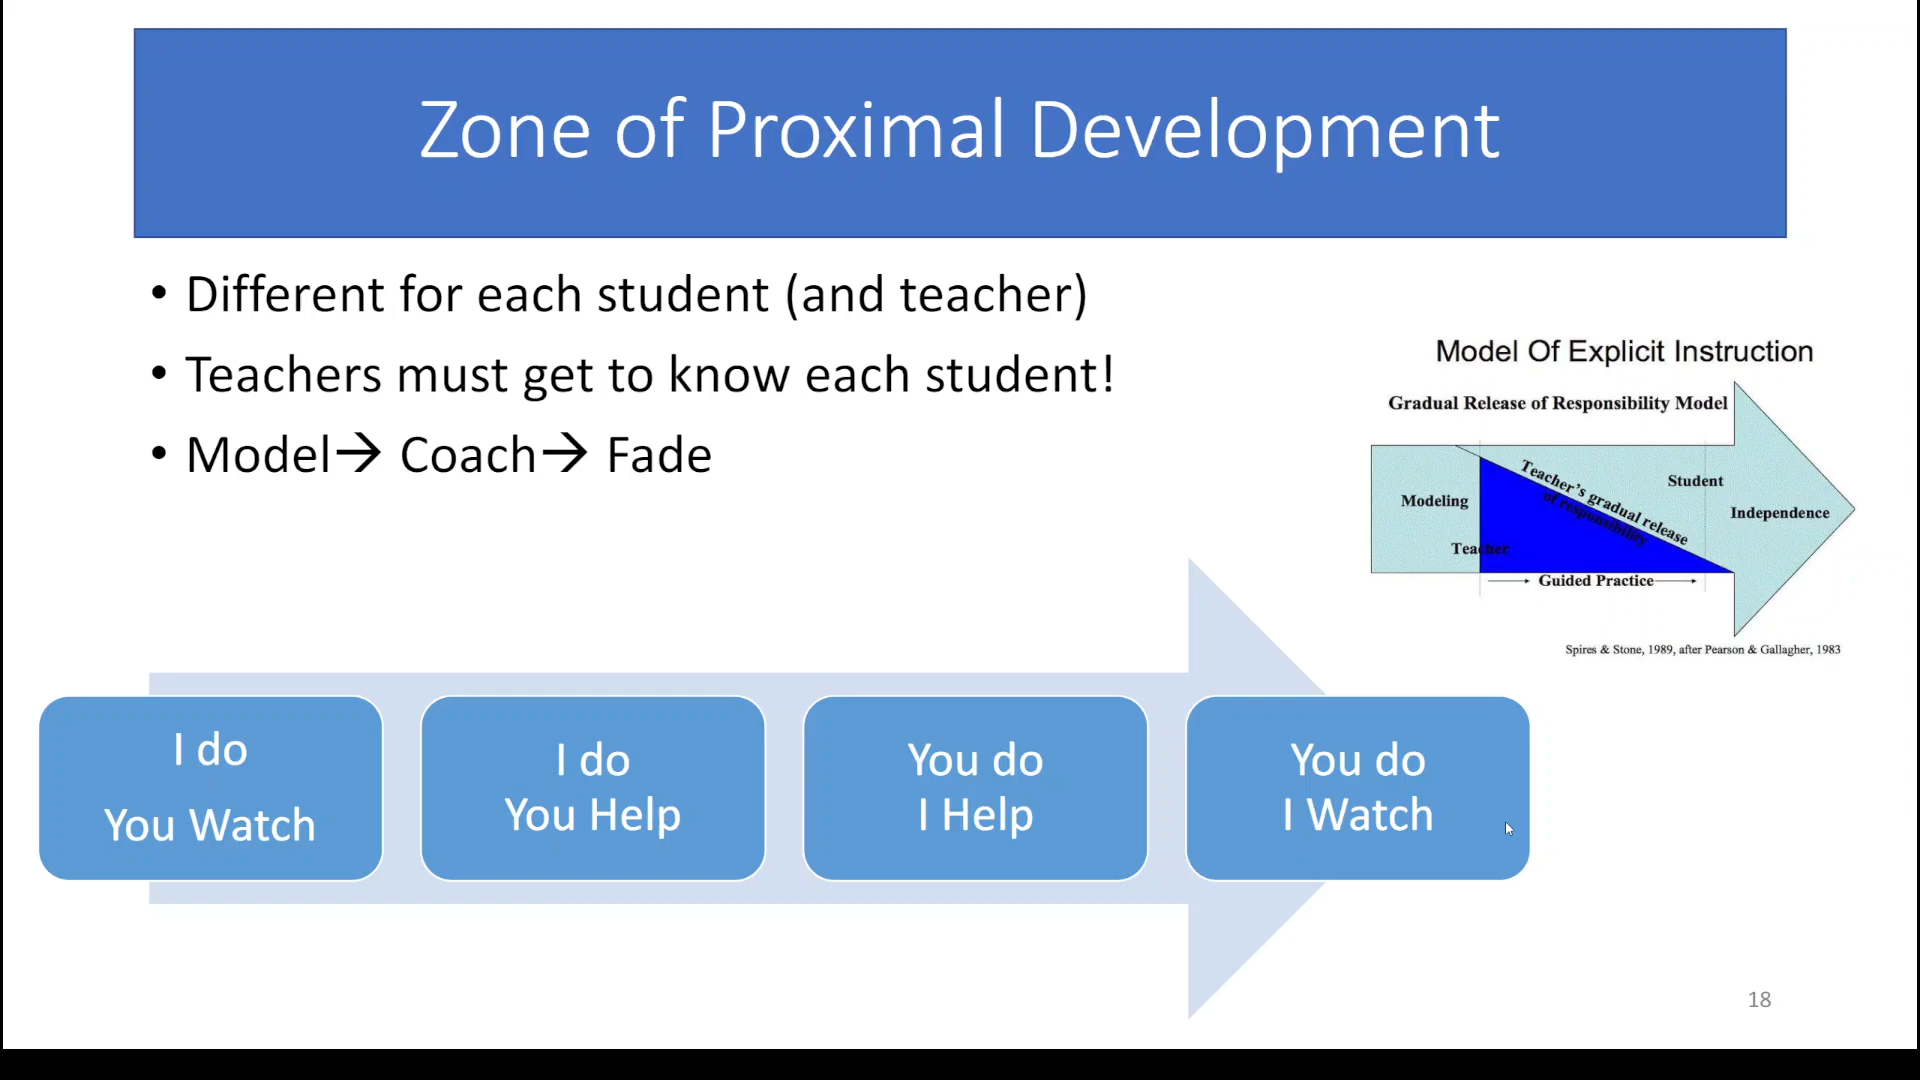 Zone of Proximal Development
• Different for each student (and teacher)
• Teachers must get to know each student!
• Model→ Coach→ Fade
Model Of Explicit Instruction
Gradual Release of Responsibility Model
Modeling
Teacher
Teacher's gradual release
of responsibility
Student
Independence
Guided Practice
Spires & Stone, 1989, after Pearson & Gallagher, 1983
I do
You Watch
I do
You Help
You do
I Help
You do
I Watch
18